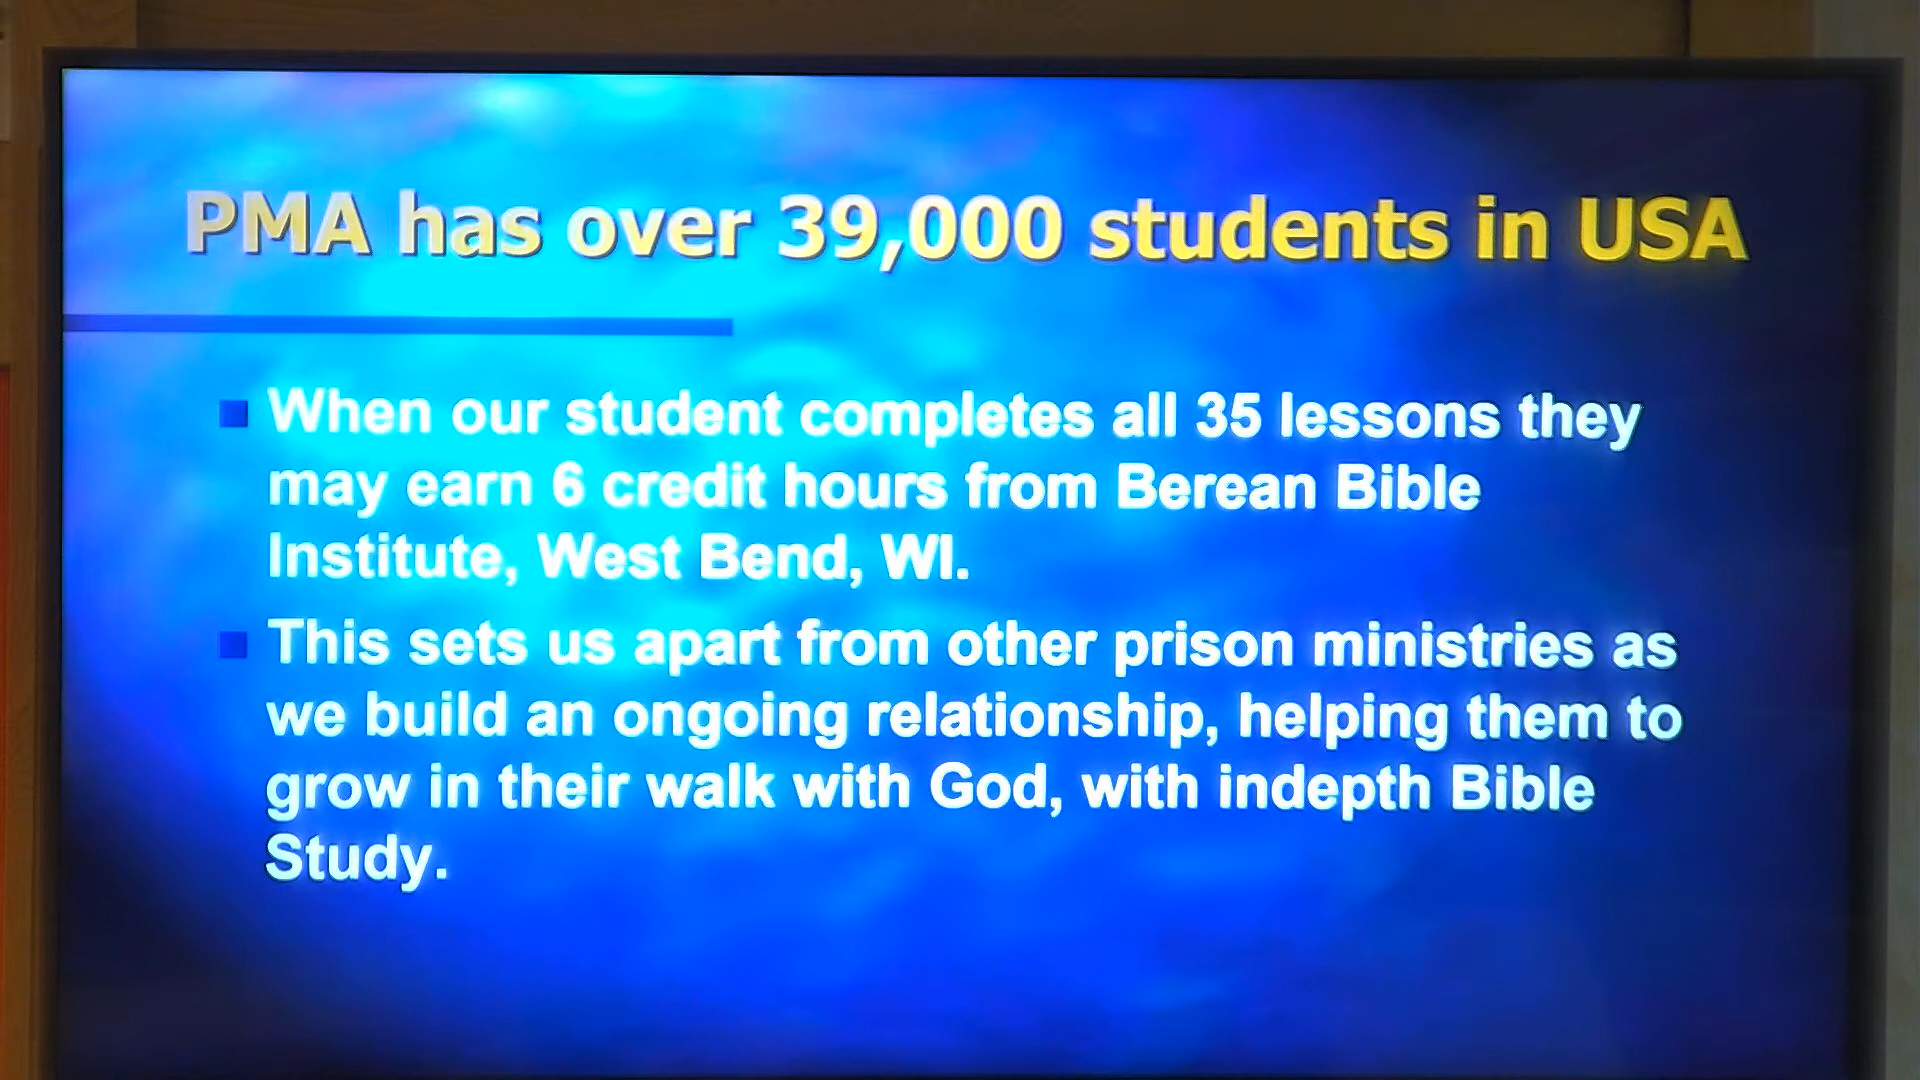 PMA has over 39,000 students in USA
When our student completes all 35 lessons they
may earn 6 credit hours from Berean Bible
Institute, West Bend, WI.
This sets us apart from other prison ministries as
we build an ongoing relationship, helping them to
grow in their walk with God, with indepth Bible
Study.